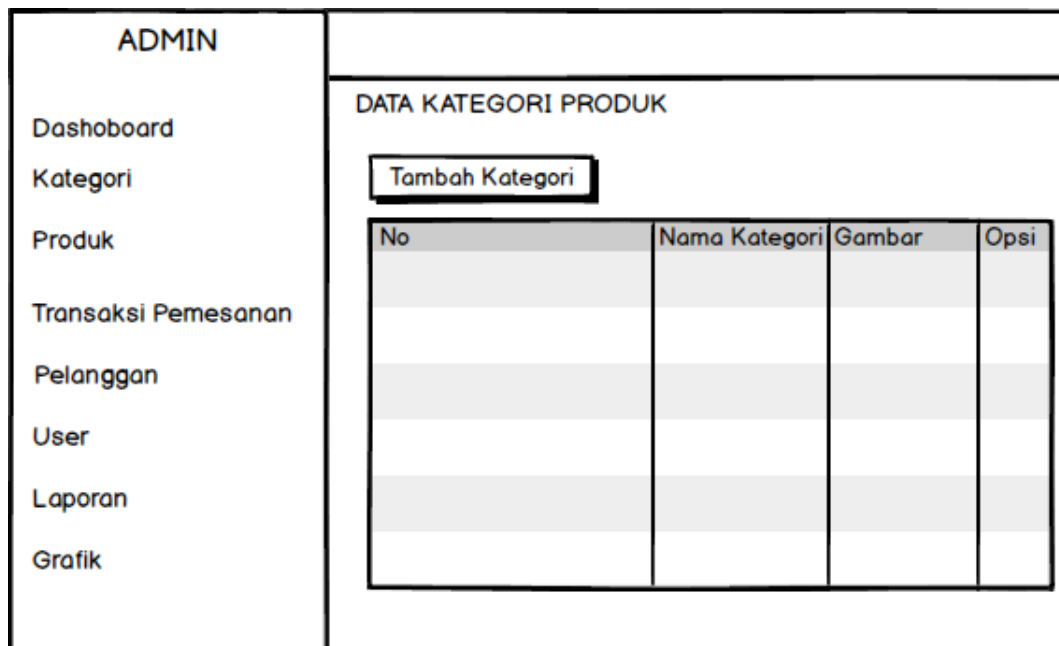 ADMIN
Dashoboard
Kategori
Produk
Transaksi Pemesanan
Pelanggan
User
Laporan
Grafik
DATA KATEGORI PRODUK
Tambah Kategori
No Nama Kategori Gambar Opsi